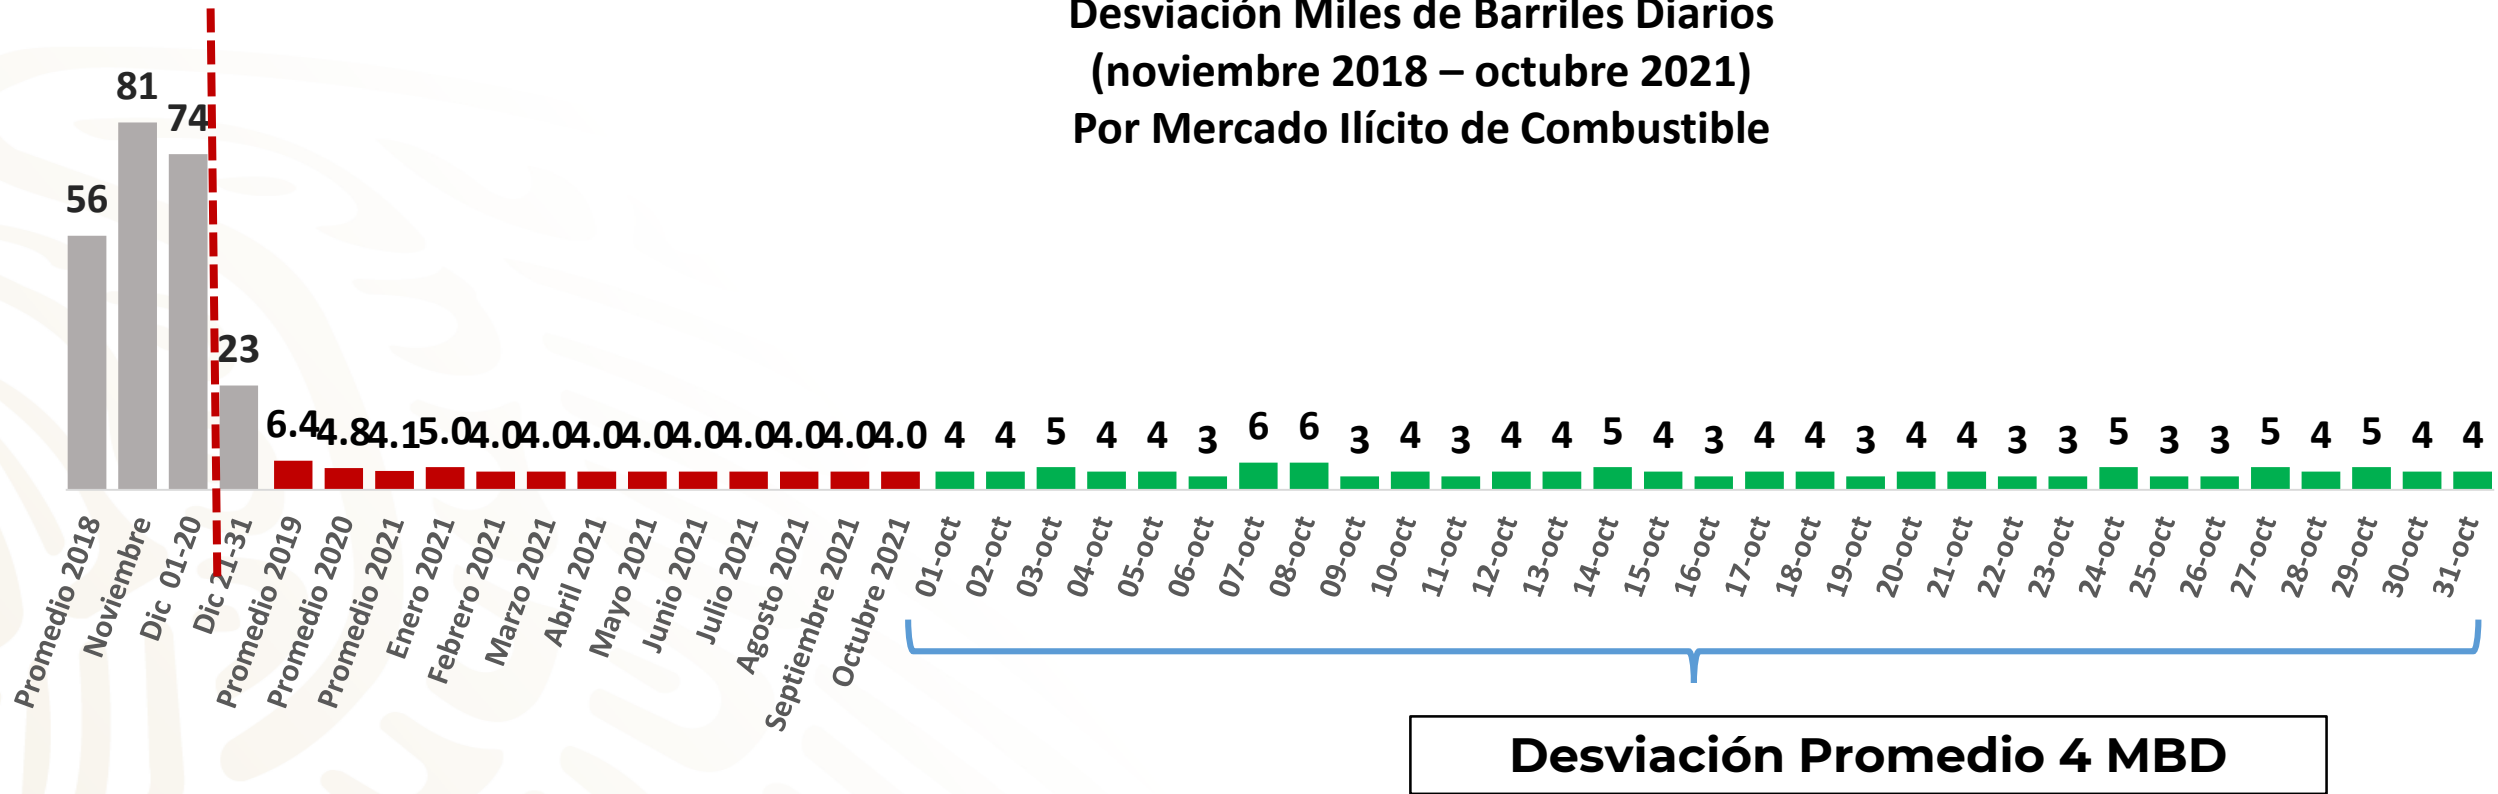 Desviación Miles de Barriles Diarios
(noviembre 2018 – octubre 2021)
Por Mercado Ilícito de Combustible
56
81
74
23
6.4
4.8
4.1
5.0
4.0
4.0
4.0
4.0
4.0
4.0
4.0
4.0
4.0
4
4
5
4
4
3
6
6
3
4
3
4
4
5
4
3
4
4
3
4
4
3
3
5
3
3
5
4
5
4
4
Promedio 2018
Noviembre
Dic 01-20
Dic 21-31
Promedio 2019
Promedio 2020
Promedio 2021
Enero 2021
Febrero 2021
Marzo 2021
Abril 2021
Mayo 2021
Junio 2021
Julio 2021
Agosto 2021
Septiembre 2021
Octubre 2021
01-oct
02-oct
03-oct
04-oct
05-oct
06-oct
07-oct
08-oct
09-oct
10-oct
11-oct
12-oct
13-oct
14-oct
15-oct
16-oct
17-oct
18-oct
19-oct
20-oct
21-oct
22-oct
23-oct
24-oct
25-oct
26-oct
27-oct
28-oct
29-oct
30-oct
31-oct
Desviación Promedio 4 MBD